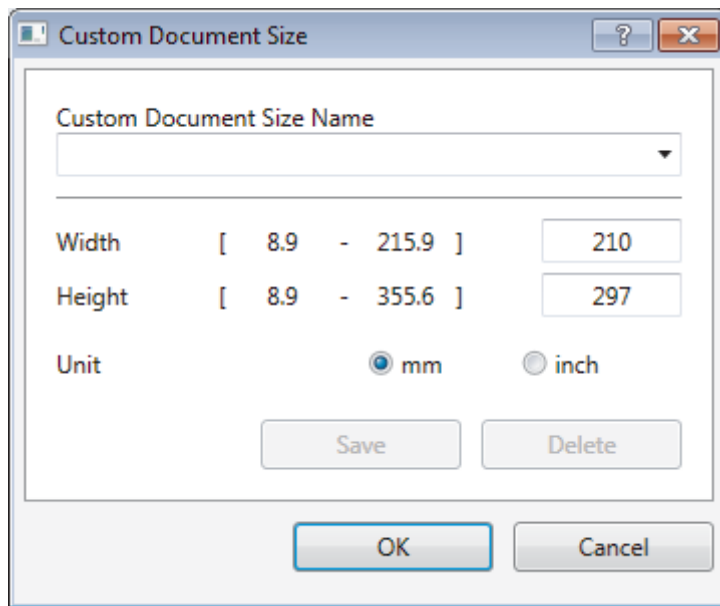 Custom Document Size
Custom Document Size Name
Width [ 8.9 - 215.9 ] 210
Height [ 8.9 - 355.6 ] 297
Unit mm inch
Save Delete
OK Cancel